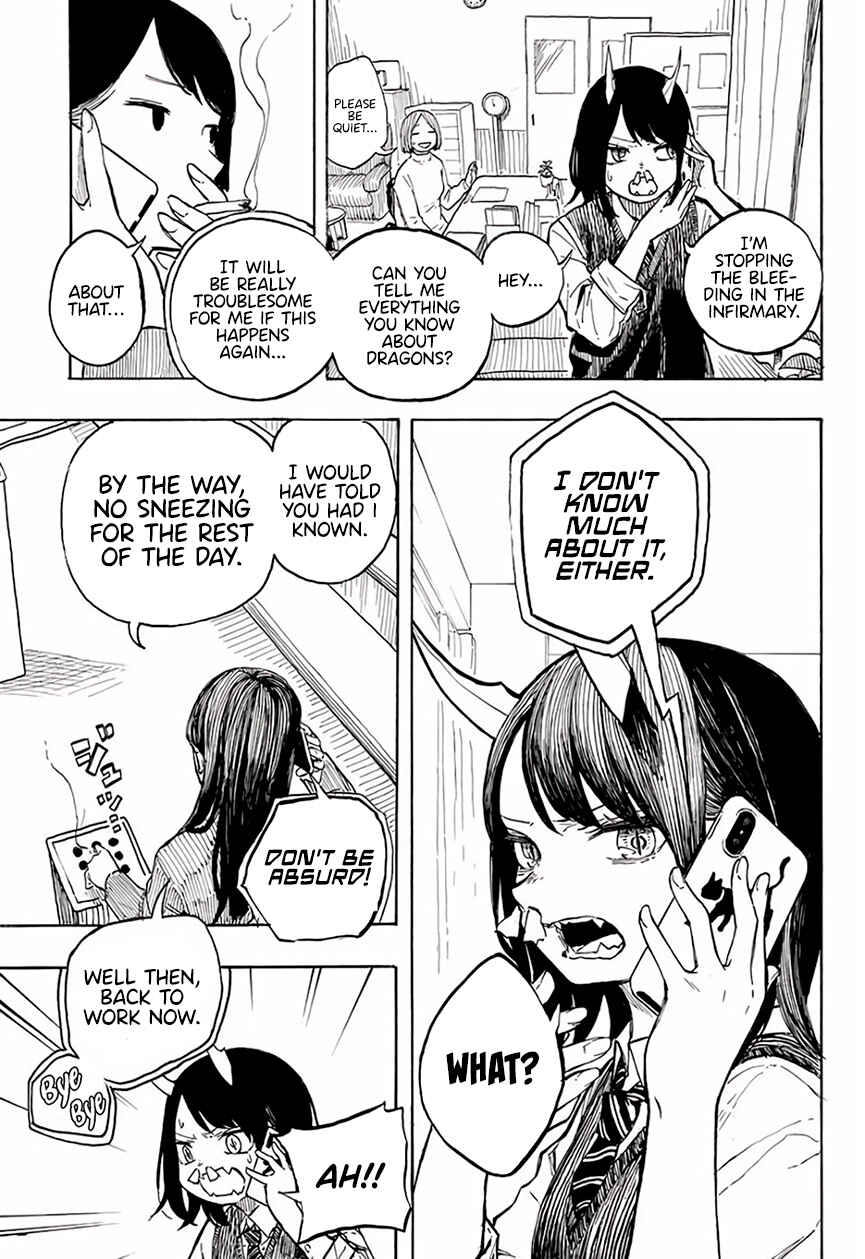 I'M
STOPPING
THE BLEE-
DING IN THE
INFIRMARY.
PLEASE
BE
QUIET...
HEY...
CAN YOU
TELL ME
EVERYTHING
YOU KNOW
ABOUT
DRAGONS?
IT WILL
BE REALLY
TROUBLESOME
FOR ME IF THIS
HAPPENS
AGAIN...
ABOUT
THAT...
I DON'T
KNOW
MUCH
ABOUT IT,
EITHER.
WHAT?
I WOULD
HAVE TOLD
YOU HAD I
KNOWN.
BY THE WAY,
NO SNEEZING
FOR THE REST
OF THE DAY.
ジュッ
DON'T BE
ABSURD!
WELL THEN,
BACK TO
WORK NOW.
Bye
Bye
AH!!